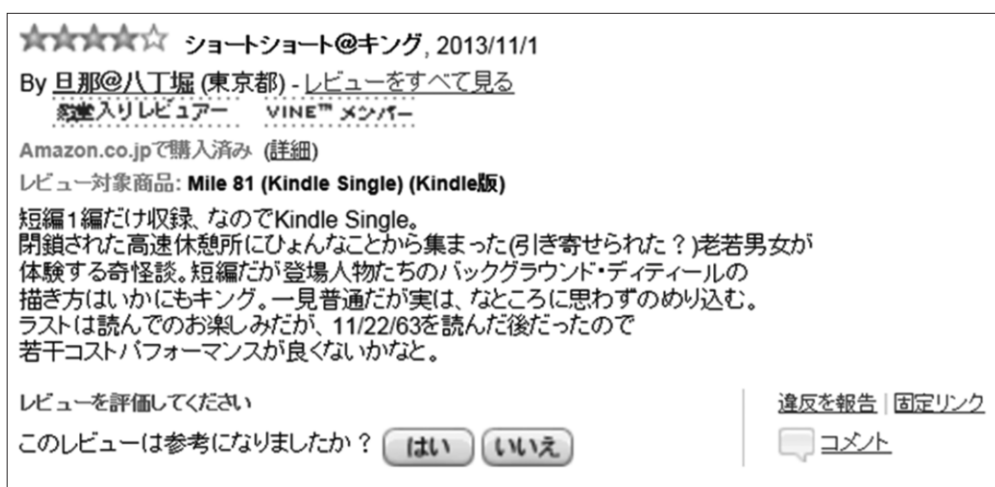 ショートショート@キング, 2013/11/1
By 旦那@八丁堀 (東京都) - レビューをすべて見る
殿堂入りレビュアー VINE™ メンバー
Amazon.co.jpで購入済み (詳細)
レビュー対象商品: Mile 81 (Kindle Single) (Kindle版)
短編1編だけ収録、なのでKindle Single。
閉鎖された高速休憩所にひょんなことから集まった(引き寄せられた？)老若男女が
体験する奇怪談。短編だが登場人物たちのバックグラウンド・ディティールの
描き方はいかにもキング。一見普通だが実は、なところに思わずのめり込む。
ラストは読んでのお楽しみだが、11/22/63を読んだ後だったので
若干コストパフォーマンスが良くないかなと。
レビューを評価してください
このレビューは参考になりましたか？ はい いいえ
違反を報告 | 固定リンク
コメント